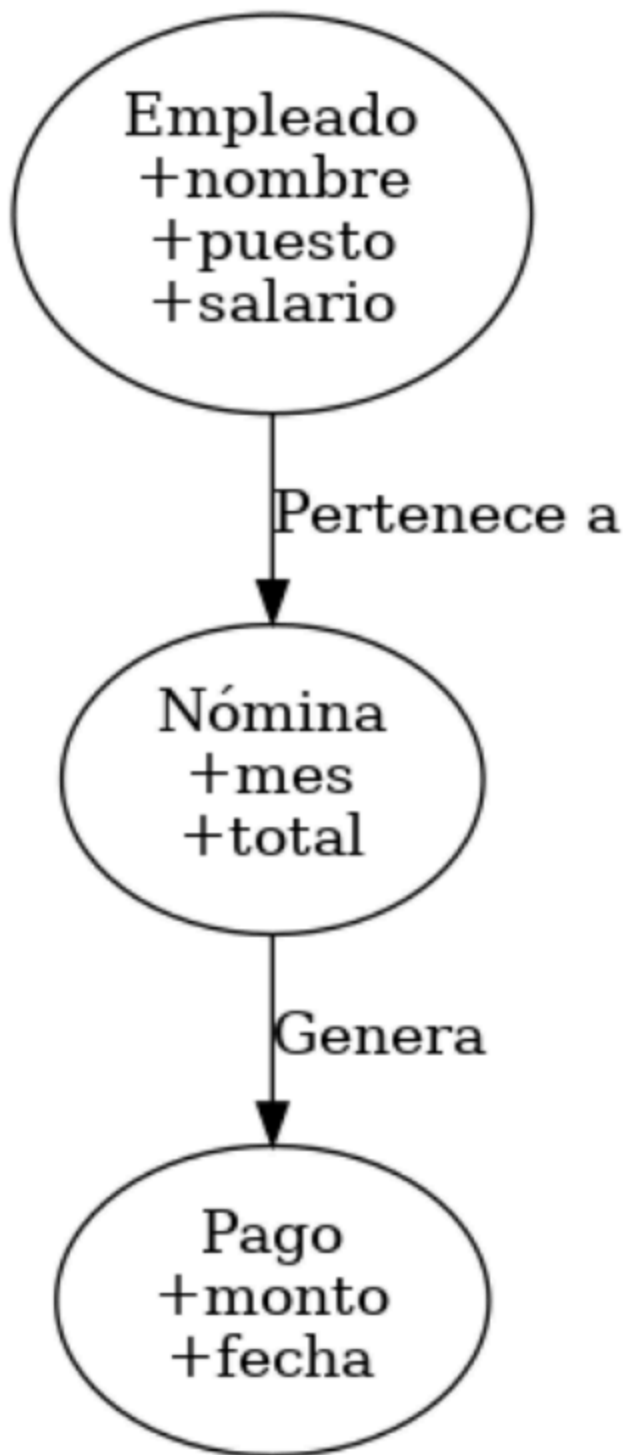 Empleado
+nombre
+puesto
+salario
Pertenece a
Nómina
+mes
+total
Genera
Pago
+monto
+fecha